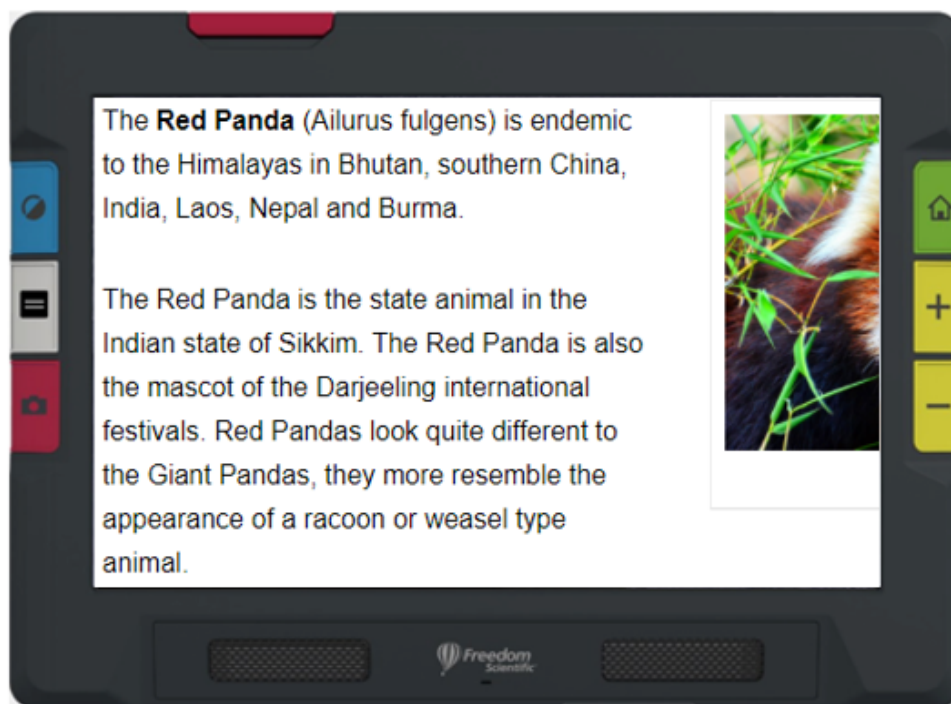 The Red Panda (Ailurus fulgens) is endemic
to the Himalayas in Bhutan, southern China,
India, Laos, Nepal and Burma.
The Red Panda is the state animal in the
Indian state of Sikkim. The Red Panda is also
the mascot of the Darjeeling international
festivals. Red Pandas look quite different to
the Giant Pandas, they more resemble the
appearance of a racoon or weasel type
animal.
Freedom
Scientific